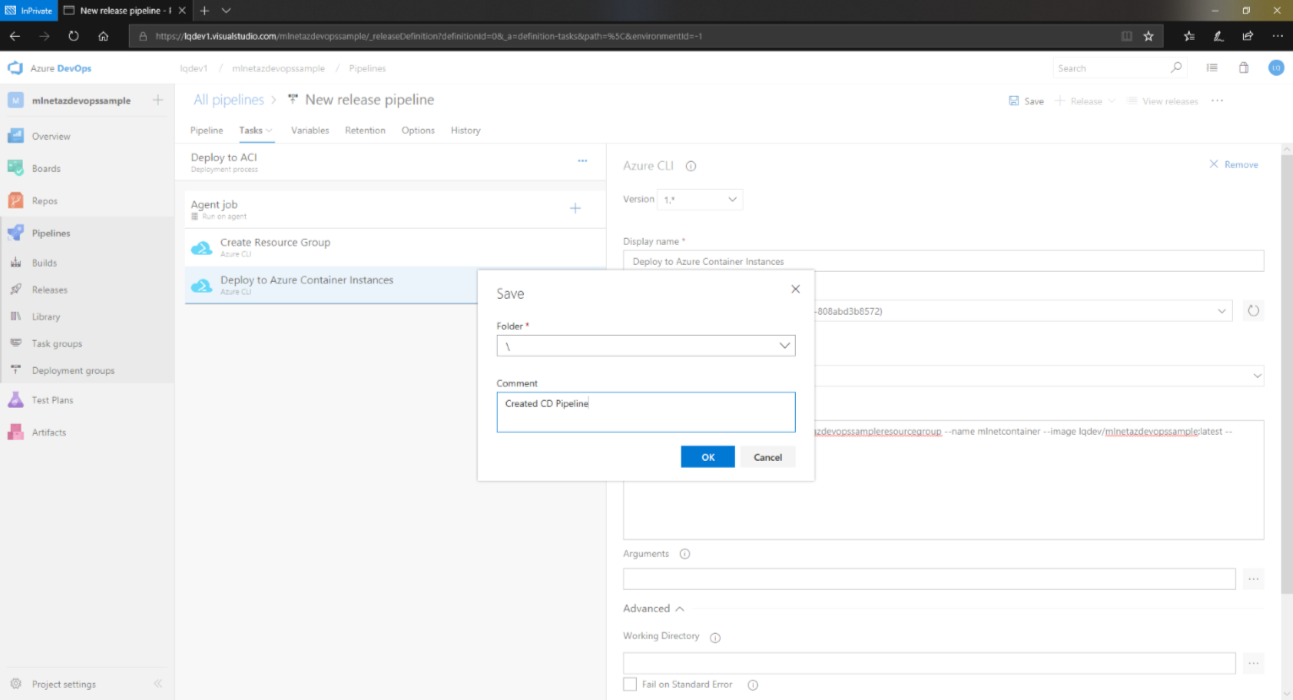 InPrivate
New release pipeline - I
https://lqdev1.visualstudio.com/mlnetazdevopssample/_releaseDefinition?definitionId=0&_a=definition-tasks&path=%5C&environmentId=-1
Azure DevOps
lqdev1 / mlnetazdevopssample / Pipelines
Search
M mlnetazdevopssample
All pipelines > New release pipeline
Save
Release
View releases
Pipeline Tasks Variables Retention Options History
Overview
Boards
Repos
Pipelines
Builds
Releases
Library
Task groups
Deployment groups
Test Plans
Artifacts
Project settings
Deploy to ACI
Deployment process
Agent job
Run on agent
Create Resource Group
Azure CLI
Deploy to Azure Container Instances
Azure CLI
Azure CLI
Remove
Version 1.*
Display name *
Deploy to Azure Container Instances
-808abd3b8572)
azdevopssampleresourcegroup --name mlnetcontainer --image lqdev/mlnetazdevopssample:latest --
Arguments
Advanced
Working Directory
Fail on Standard Error
Save
Folder *
\
Comment
Created CD Pipeline
OK
Cancel